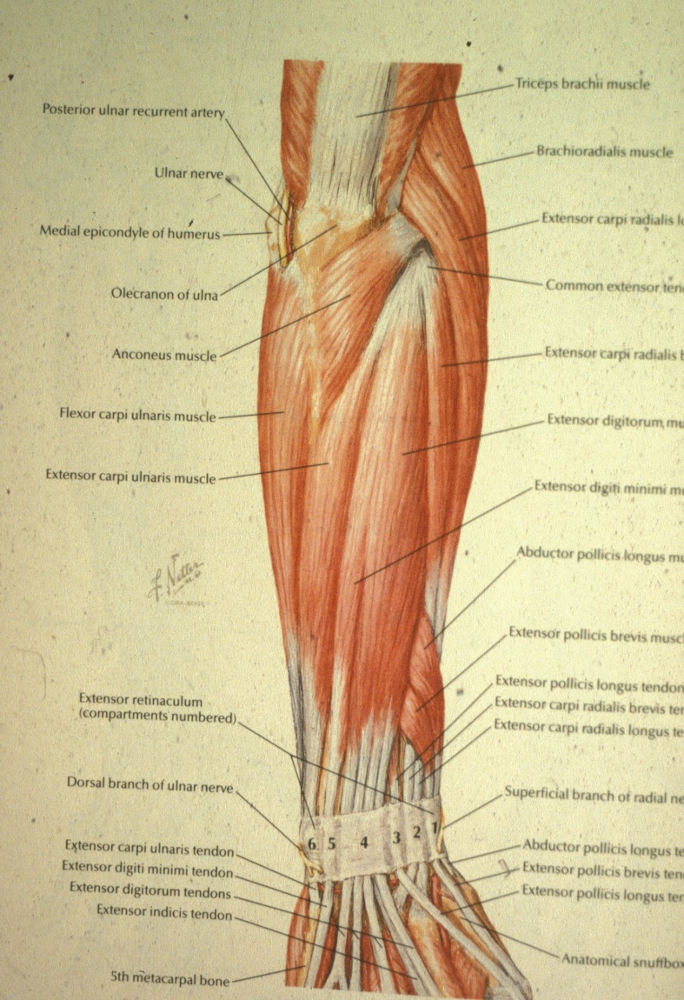 Posterior ulnar recurrent artery
Ulnar nerve
Medial epicondyle of humerus
Olecranon of ulna
Anconeus muscle
Flexor carpi ulnaris muscle
Extensor carpi ulnaris muscle
F. Netter
M.D.
Extensor retinaculum
(compartments numbered)
Dorsal branch of ulnar nerve
Extensor carpi ulnaris tendon
Extensor digiti minimi tendon
Extensor digitorum tendons
Extensor indicis tendon
5th metacarpal bone
6 5 4 3 2 1
Triceps brachii muscle
Brachioradialis muscle
Extensor carpi radialis lo
Common extensor ten
Extensor carpi radialis b
Extensor digitorum mu
Extensor digiti minimi m
Abductor pollicis longus mu
Extensor pollicis brevis musc
Extensor pollicis longus tendon
Extensor carpi radialis brevis ten
Extensor carpi radialis longus te
Superficial branch of radial ne
Abductor pollicis longus te
Extensor pollicis brevis ten
Extensor pollicis longus ten
Anatomical snuffbox